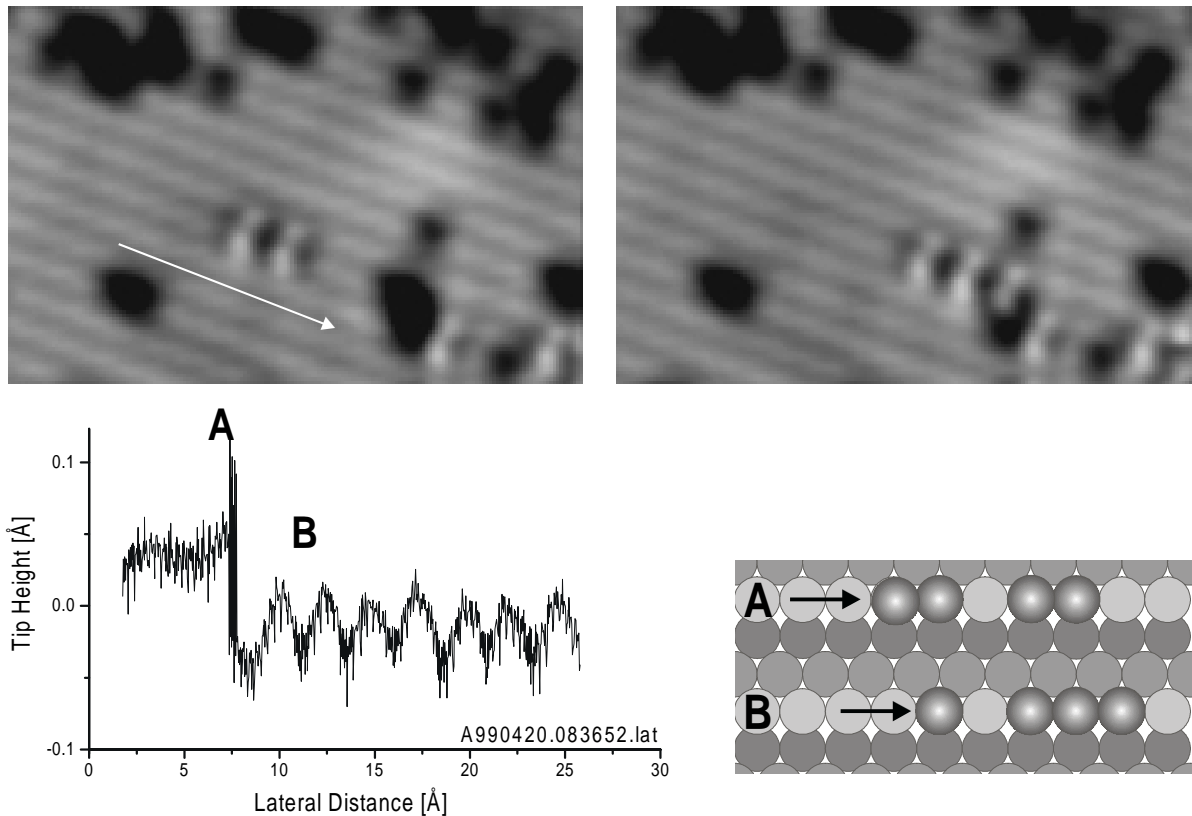 A
B
0.1
0.0
-0.1
Tip Height [Å]
A990420.083652.lat
0 5 10 15 20 25 30
Lateral Distance [Å]
A
B